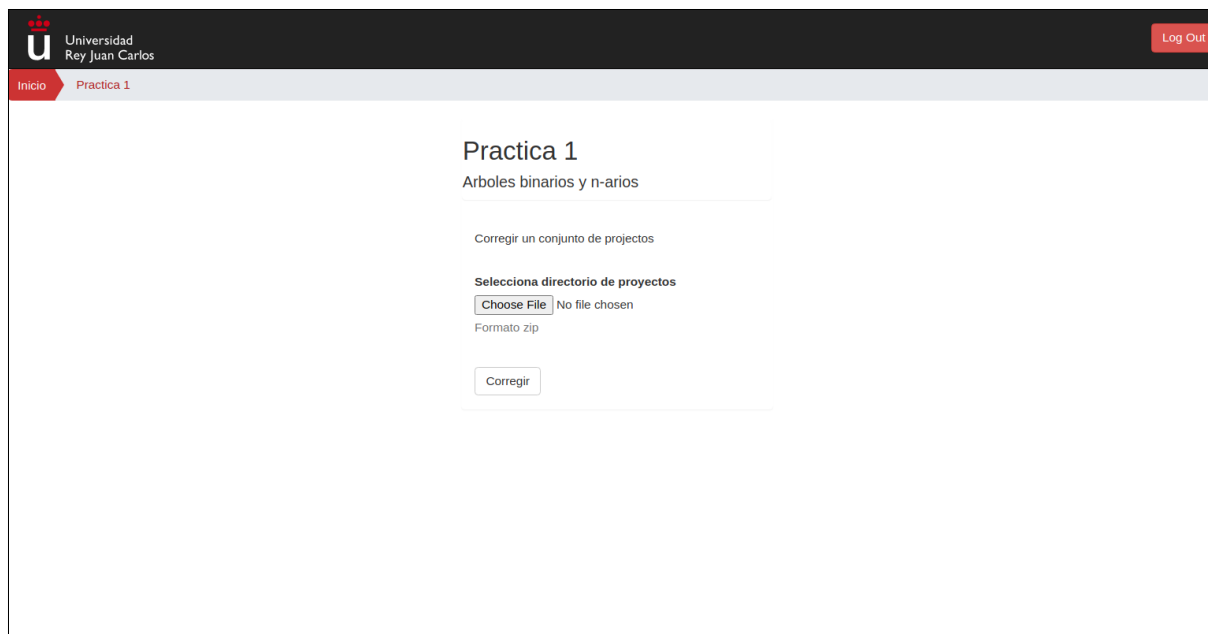 Universidad
Rey Juan Carlos
Log Out
Inicio
Practica 1
Practica 1
Arboles binarios y n-arios
Corregir un conjunto de projectos
Selecciona directorio de proyectos
Choose File No file chosen
Formato zip
Corregir